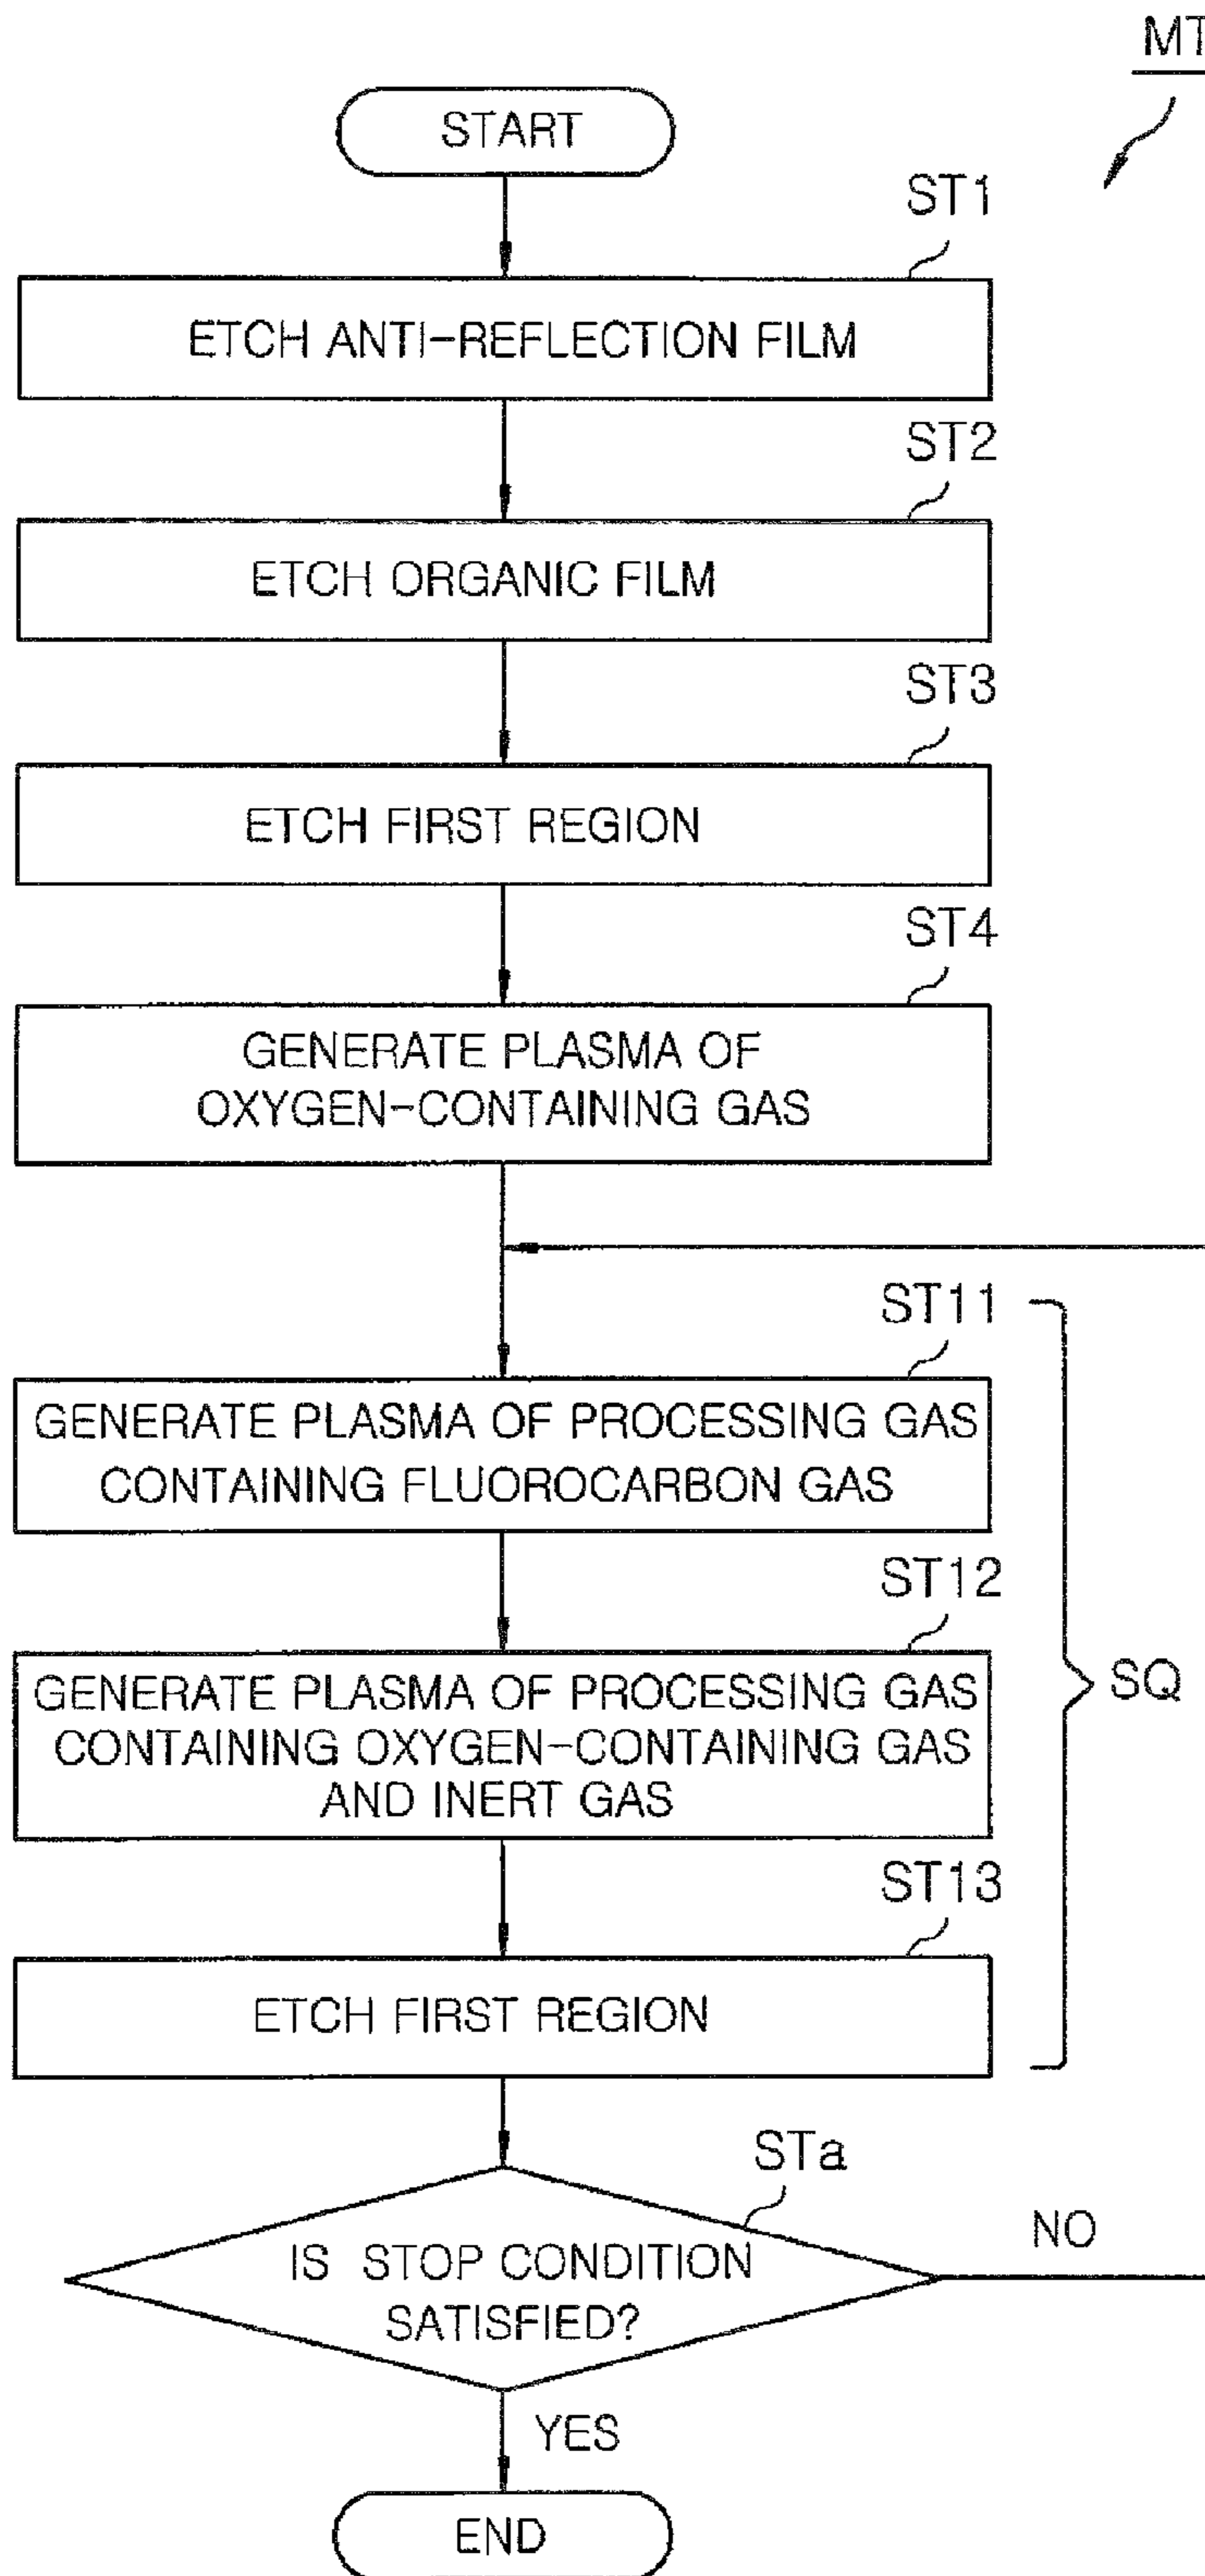 MT
START
ST1
ETCH ANTI-REFLECTION FILM
ST2
ETCH ORGANIC FILM
ST3
ETCH FIRST REGION
ST4
GENERATE PLASMA OF
OXYGEN-CONTAINING GAS
ST11
GENERATE PLASMA OF PROCESSING GAS
CONTAINING FLUOROCARBON GAS
ST12
GENERATE PLASMA OF PROCESSING GAS
CONTAINING OXYGEN-CONTAINING GAS
AND INERT GAS
SQ
ST13
ETCH FIRST REGION
STa
IS STOP CONDITION
SATISFIED?
NO
YES
END